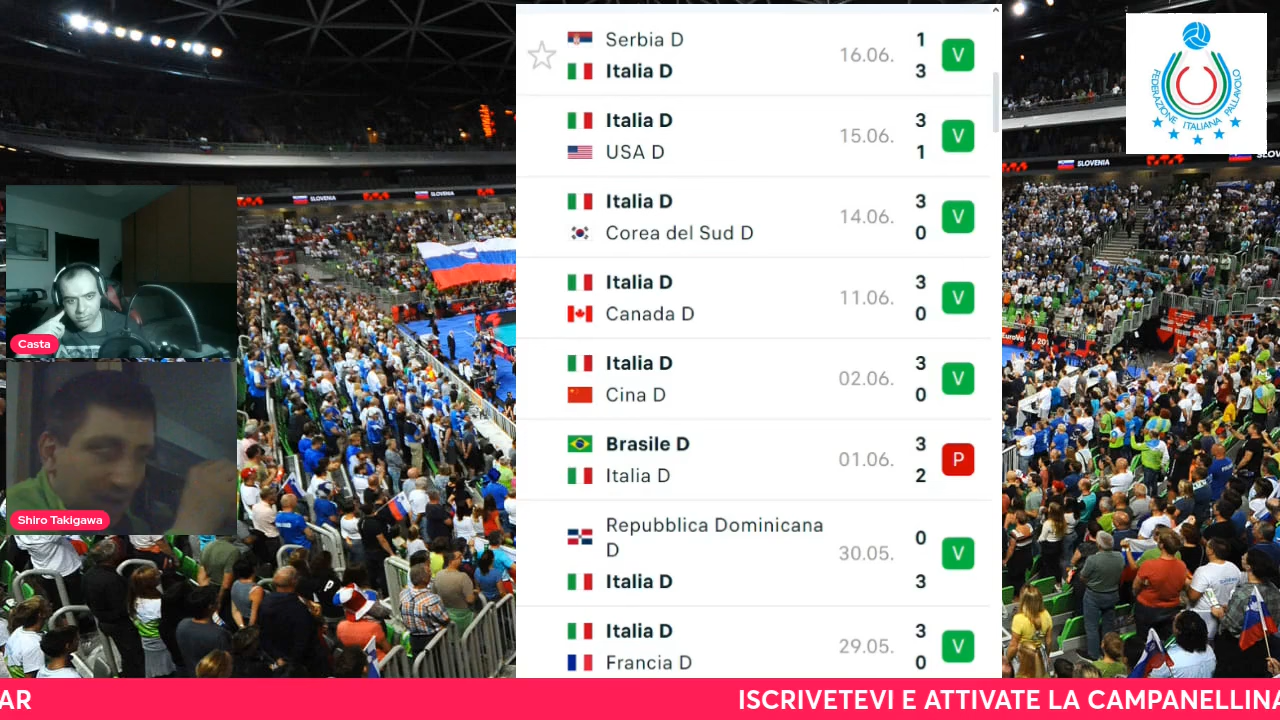 Serbia D
1
16.06.
V
Italia D
3
Italia D
3
15.06.
V
USA D
1
Italia D
3
14.06.
V
Corea del Sud D
0
Italia D
3
11.06.
V
Canada D
0
Italia D
3
02.06.
V
Cina D
0
Brasile D
3
01.06.
P
Italia D
2
Repubblica Dominicana
D
0
30.05.
V
Italia D
3
Italia D
3
29.05.
V
Francia D
0
FEDERAZIONE ITALIANA PALLAVOLO
SLOVENIA
SLOVENIA
SLOVENIA
Casta
Shiro Takigawa
AR
ISCRIVETEVI E ATTIVATE LA CAMPANELLINA